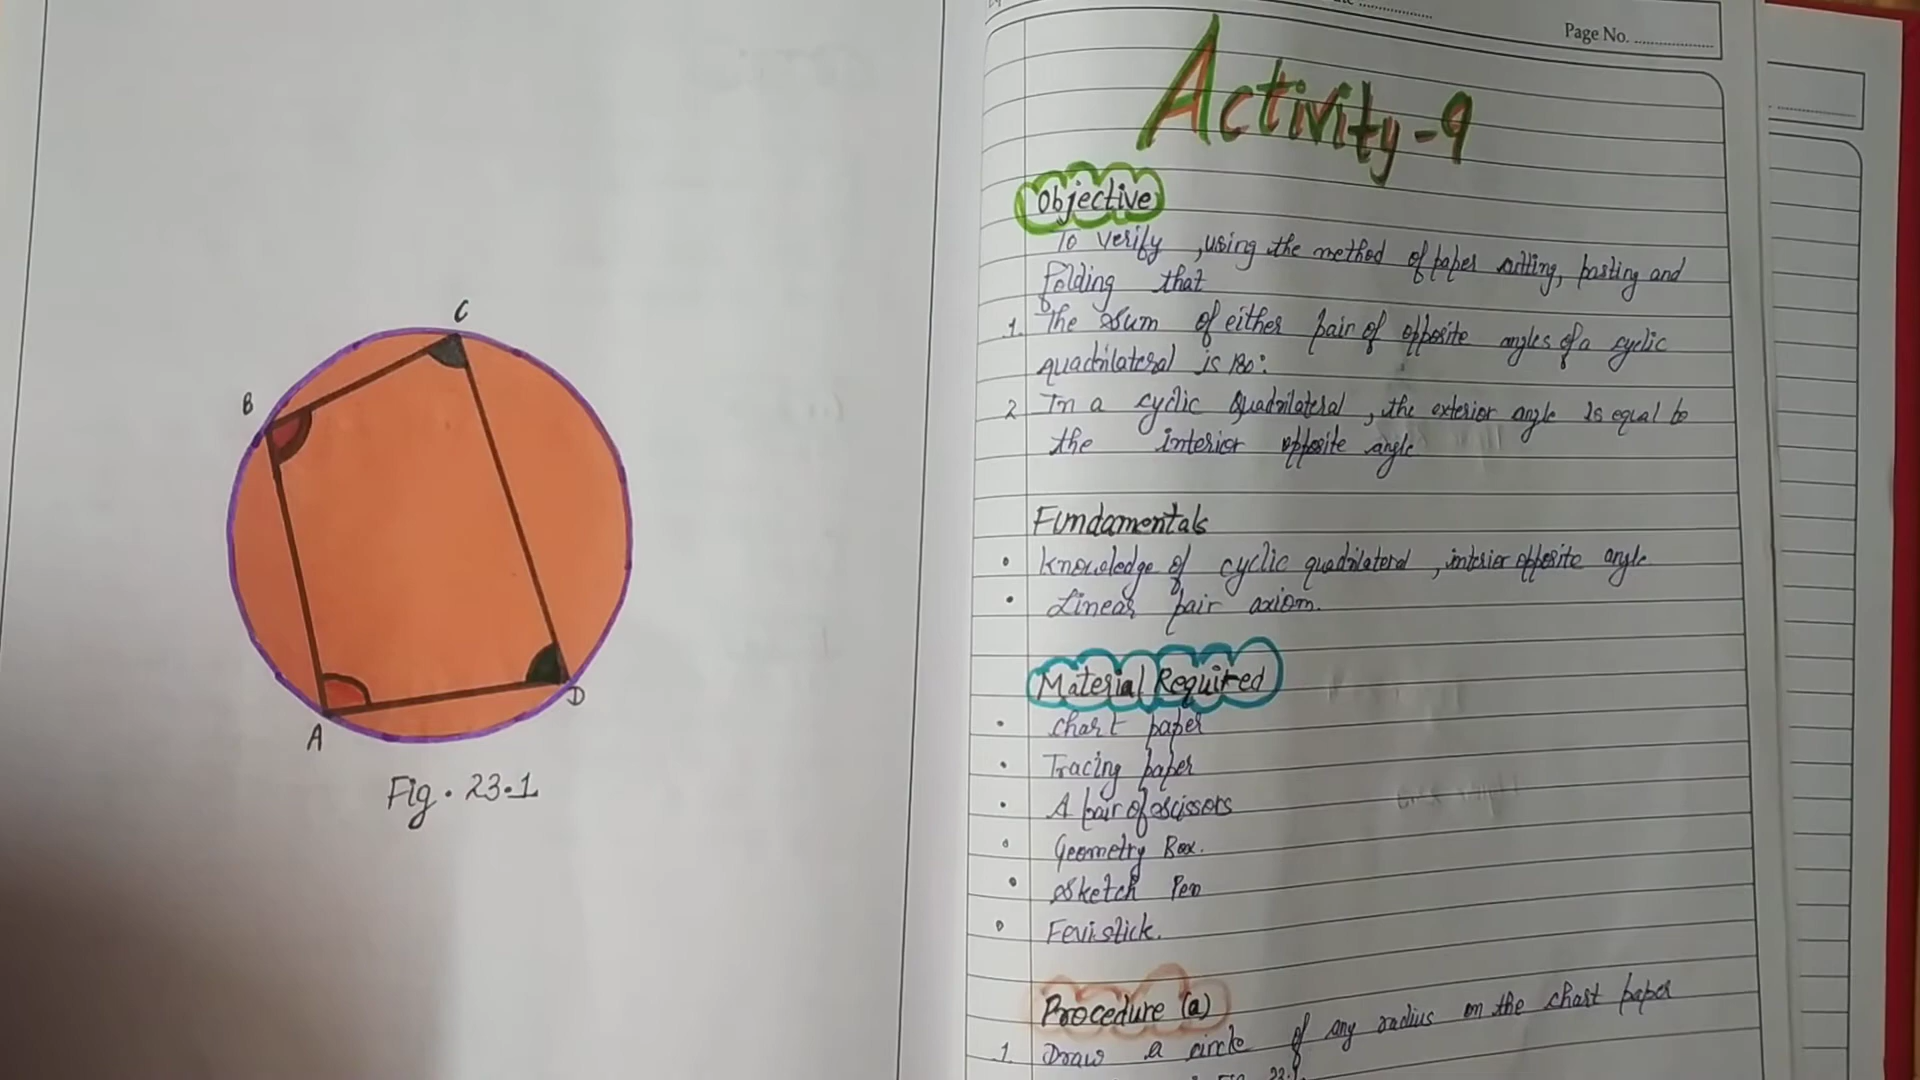 C
B
D
A
Fig. 23.1
Page No.
Activity-9
Objective
To verify, using the method of paper cutting, pasting and
folding that
1. The sum of either pair of opposite angles of a cyclic
quadrilateral is 180:
2 In a cyclic Quadrilateral, the exterior angle is equal to
the interior opposite angle
Fundamentals
• Knowledge of cyclic quadrilateral, interior opposite angle
• Linear pair axiom.
Material Required
• chart paper
• Tracing paper
• A pair of scissors
• Geometry Box.
• Sketch Pen
• Fevistick.
Procedure (a)
1. Draw a circle of any radius on the chart paper